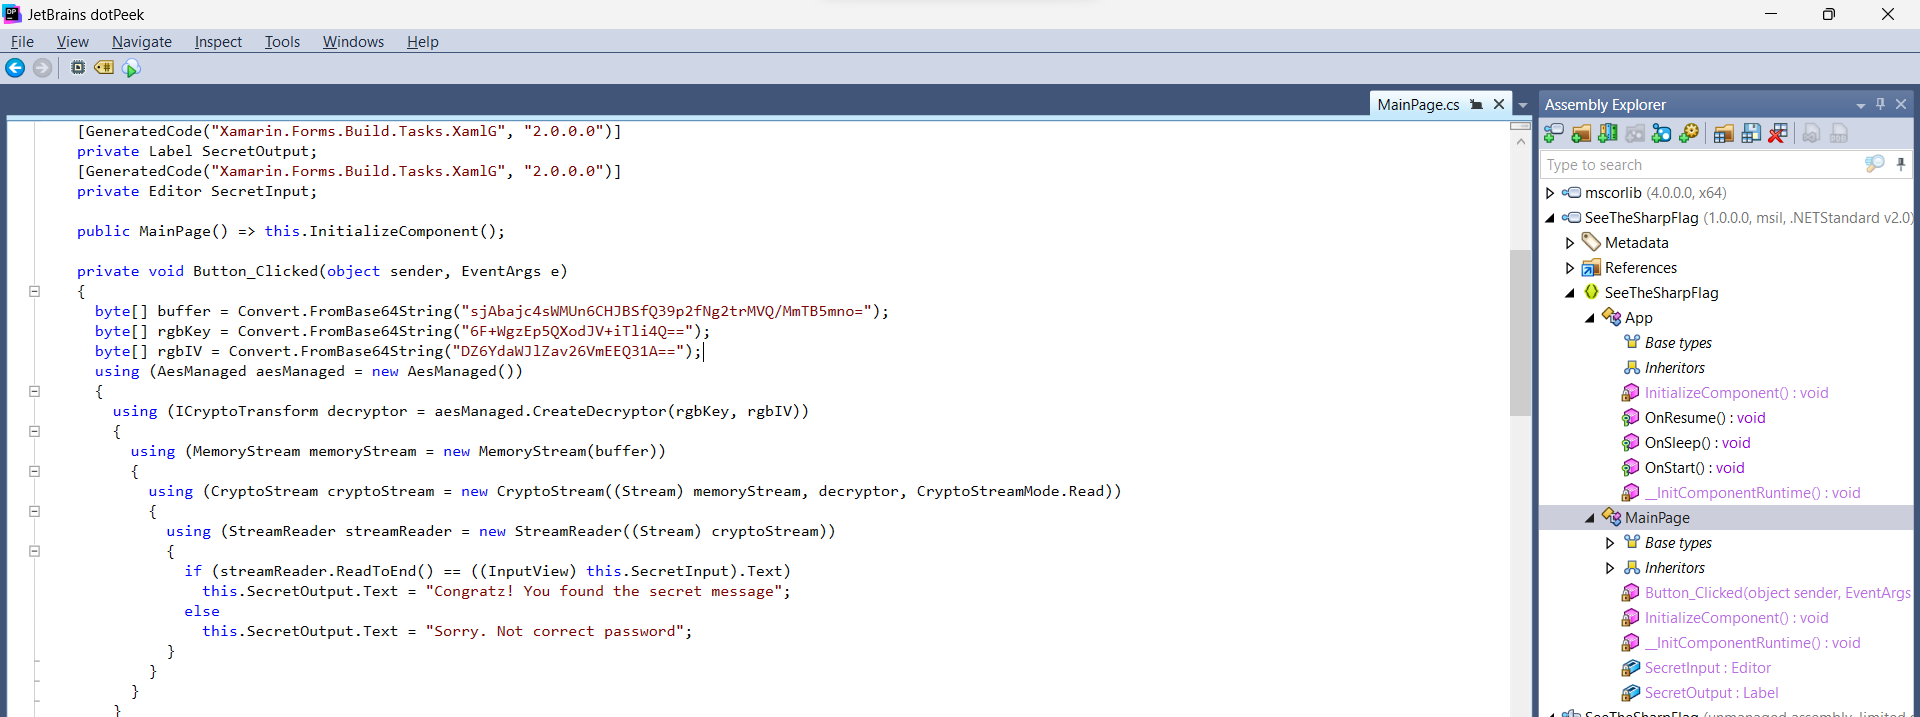 JetBrains dotPeek
File View Navigate Inspect Tools Windows Help
MainPage.cs
[GeneratedCode("Xamarin.Forms.Build.Tasks.XamlG", "2.0.0.0")]
private Label SecretOutput;
[GeneratedCode("Xamarin.Forms.Build.Tasks.XamlG", "2.0.0.0")]
private Editor SecretInput;
public MainPage() => this.InitializeComponent();
private void Button_Clicked(object sender, EventArgs e)
{
byte[] buffer = Convert.FromBase64String("sjAbajc4sWMUn6CHJBSfQ39p2fNg2trMVQ/MmTB5mno=");
byte[] rgbKey = Convert.FromBase64String("6F+WgzEp5QXodJV+iTli4Q==");
byte[] rgbIV = Convert.FromBase64String("DZ6YdaWJlZav26VmEEQ31A==");
using (AesManaged aesManaged = new AesManaged())
{
using (ICryptoTransform decryptor = aesManaged.CreateDecryptor(rgbKey, rgbIV))
{
using (MemoryStream memoryStream = new MemoryStream(buffer))
{
using (CryptoStream cryptoStream = new CryptoStream((Stream) memoryStream, decryptor, CryptoStreamMode.Read))
{
using (StreamReader streamReader = new StreamReader((Stream) cryptoStream))
{
if (streamReader.ReadToEnd() == ((InputView) this.SecretInput).Text)
this.SecretOutput.Text = "Congratz! You found the secret message";
else
this.SecretOutput.Text = "Sorry. Not correct password";
}
}
}
}
Assembly Explorer
Type to search
mscorlib (4.0.0.0, x64)
SeeTheSharpFlag (1.0.0.0, msil, .NETStandard v2.0)
Metadata
References
SeeTheSharpFlag
App
Base types
Inheritors
InitializeComponent() : void
OnResume() : void
OnSleep() : void
OnStart() : void
__InitComponentRuntime() : void
MainPage
Base types
Inheritors
Button_Clicked(object sender, EventArgs
InitializeComponent() : void
__InitComponentRuntime() : void
SecretInput : Editor
SecretOutput : Label
SeeTheSharpFlag (unmanaged assembly, limited